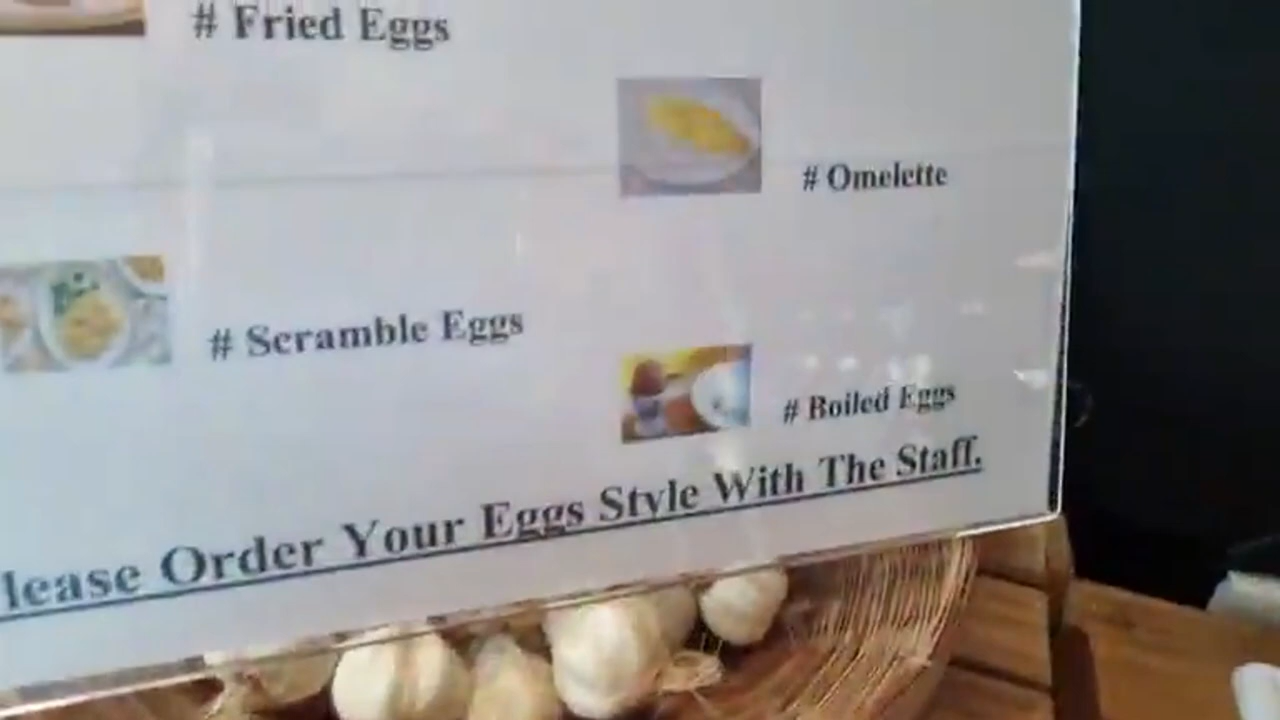 # Fried Eggs
# Omelette
# Scramble Eggs
# Boiled Eggs
lease Order Your Eggs Style With The Staff.